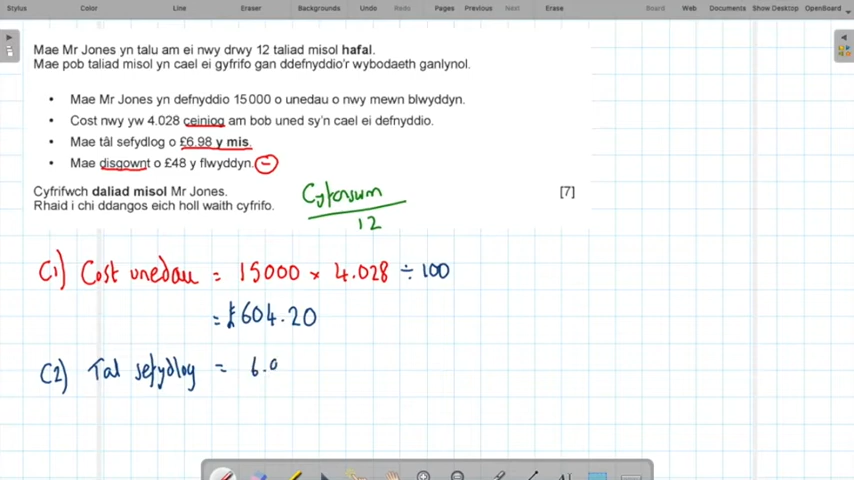 Stylus Color Line Eraser Backgrounds Undo Redo Pages Previous Next Erase Board Web Documents Show Desktop OpenBoard
Mae Mr Jones yn talu am ei nwy drwy 12 taliad misol hafal.
Mae pob taliad misol yn cael ei gyfrifo gan ddefnyddio'r wybodaeth ganlynol.
• Mae Mr Jones yn defnyddio 15 000 o unedau o nwy mewn blwyddyn.
• Cost nwy yw 4.028 ceiniog am bob uned sy'n cael ei defnyddio.
• Mae tâl sefydlog o £6.98 y mis.
• Mae disgownt o £48 y flwyddyn. −
Cyfrifwch daliad misol Mr Jones.
Rhaid i chi ddangos eich holl waith cyfrifo.
[7]
Cyfanswm
12
C1) Cost unedau = 15000 × 4.028 ÷ 100
= £604.20
C2) Tal sefydlog = 6.9